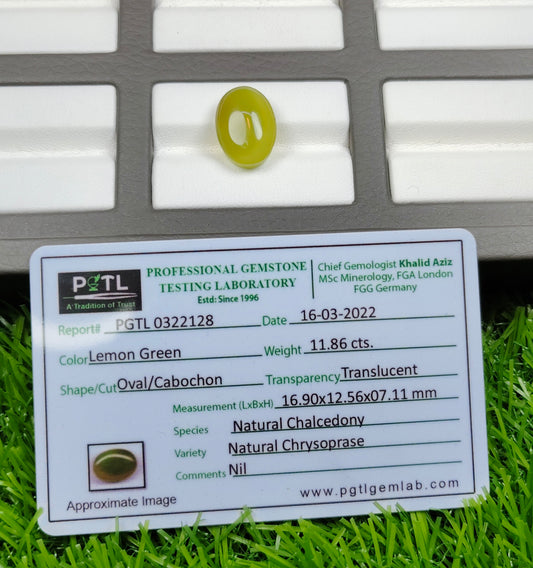 PGTL
A Tradition of Trust
PROFESSIONAL GEMSTONE
TESTING LABORATORY
Estd: Since 1996
Chief Gemologist Khalid Aziz
MSc Minerology, FGA London
FGG Germany
Report# PGTL 0322128 Date 16-03-2022
Color Lemon Green Weight 11.86 cts.
Shape/Cut Oval/Cabochon Transparency Translucent
Measurement (LxBxH) 16.90x12.56x07.11 mm
Species Natural Chalcedony
Variety Natural Chrysoprase
Comments Nil
Approximate Image
www.pgtlgemlab.com